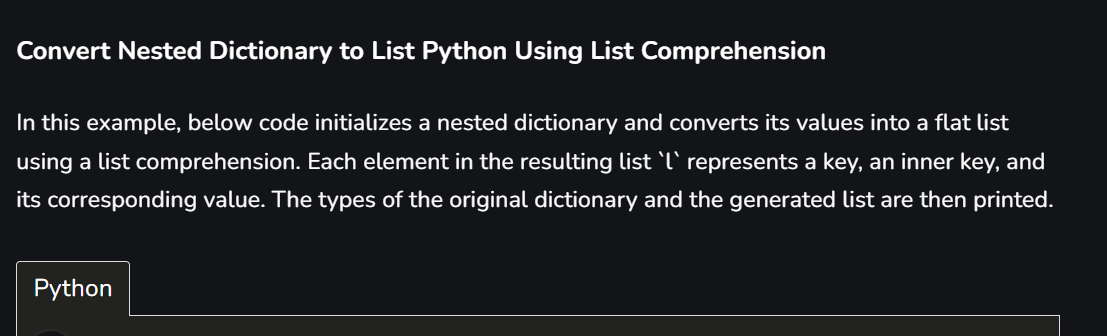 Convert Nested Dictionary to List Python Using List Comprehension
In this example, below code initializes a nested dictionary and converts its values into a flat list
using a list comprehension. Each element in the resulting list `l` represents a key, an inner key, and
its corresponding value. The types of the original dictionary and the generated list are then printed.
Python